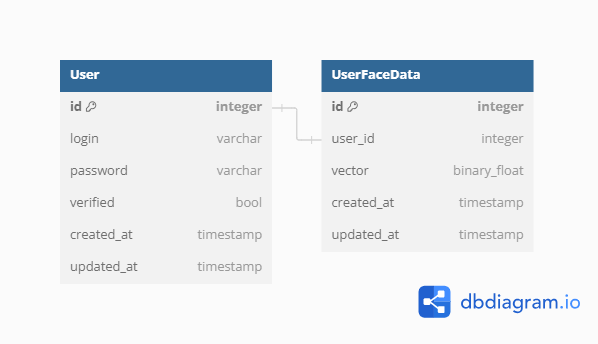 User
id integer
login varchar
password varchar
verified bool
created_at timestamp
updated_at timestamp
UserFaceData
id integer
user_id integer
vector binary_float
created_at timestamp
updated_at timestamp
dbdiagram.io